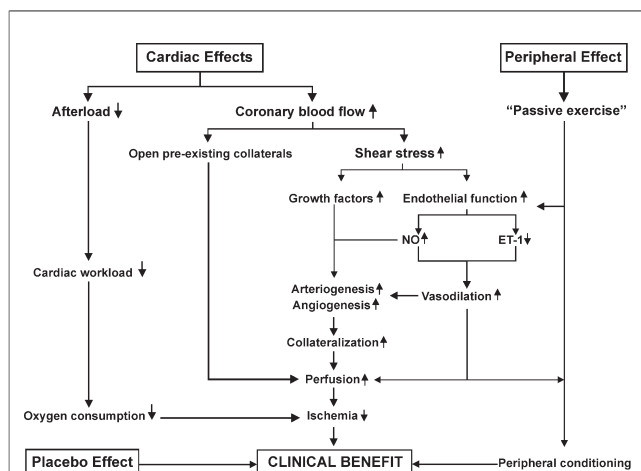 Cardiac Effects Peripheral Effect
Afterload ↓ Coronary blood flow ↑ “Passive exercise”
Open pre-existing collaterals Shear stress ↑
Growth factors ↑ Endothelial function ↑
NO ↑ ET-1 ↓
Cardiac workload ↓
Arteriogenesis ↑
Angiogenesis ↑ Vasodilation ↑
Collateralization ↑
Perfusion ↑
Oxygen consumption ↓ Ischemia ↓
Placebo Effect CLINICAL BENEFIT Peripheral conditioning